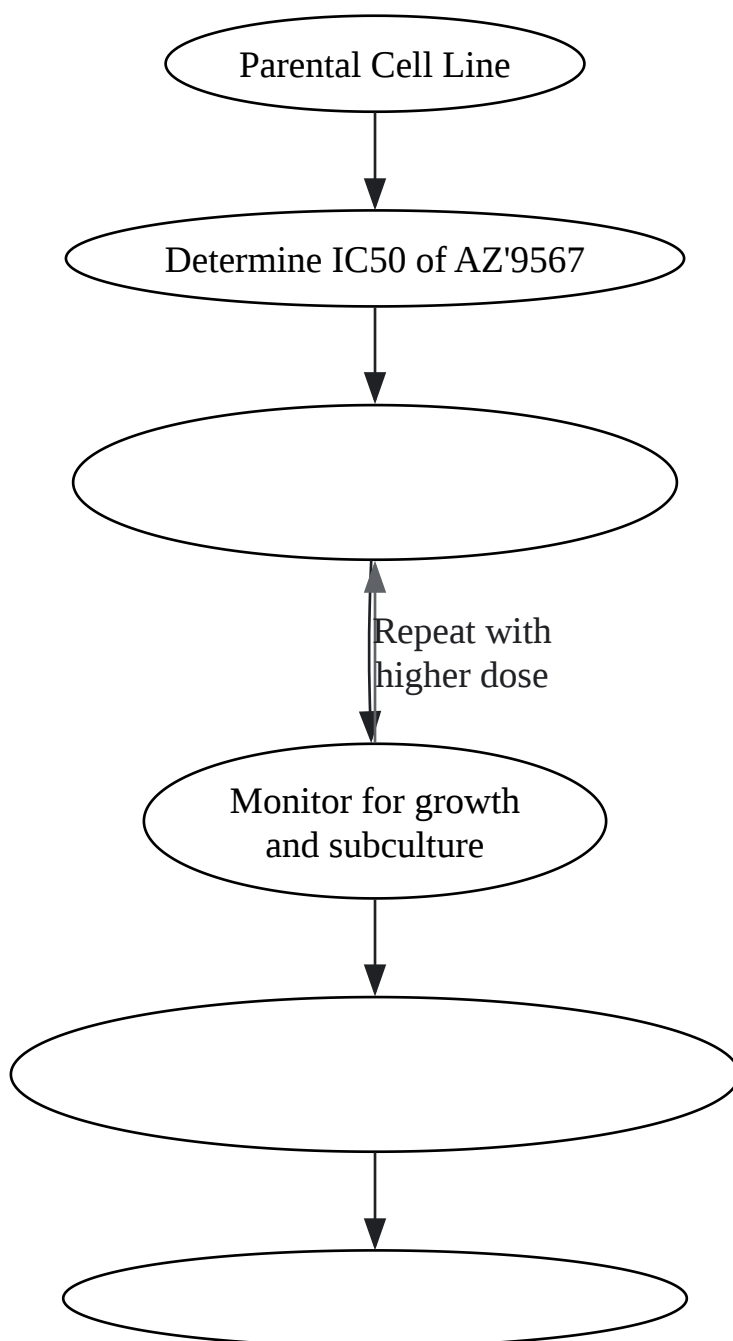 Parental Cell Line
Determine IC50 of AZ'9567
Repeat with
higher dose
Monitor for growth
and subculture